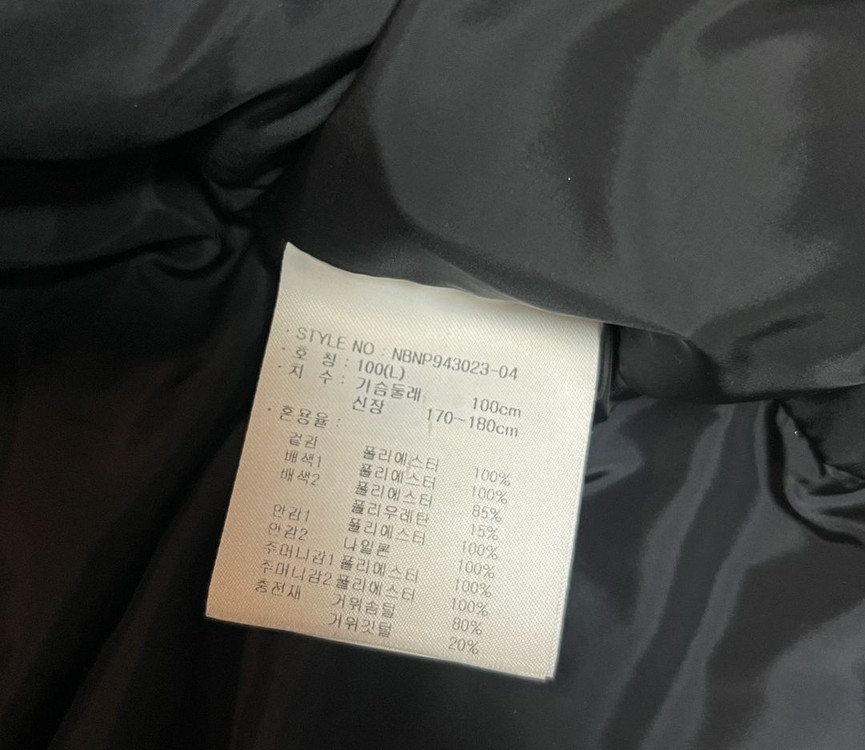 · STYLE NO : NBNP943023-04
· 호 칭 : 100(L)
· 치 수 : 가슴둘레 100cm
신장 170~180cm
· 혼용율 :
겉감 폴리에스터 100%
배색1 폴리에스터 100%
배색2 폴리에스터 85%
폴리우레탄 15%
안감1 폴리에스터 100%
안감2 나일론 100%
주머니감1 폴리에스터 100%
주머니감2 폴리에스터 100%
충전재 거위솜털 80%
거위깃털 20%